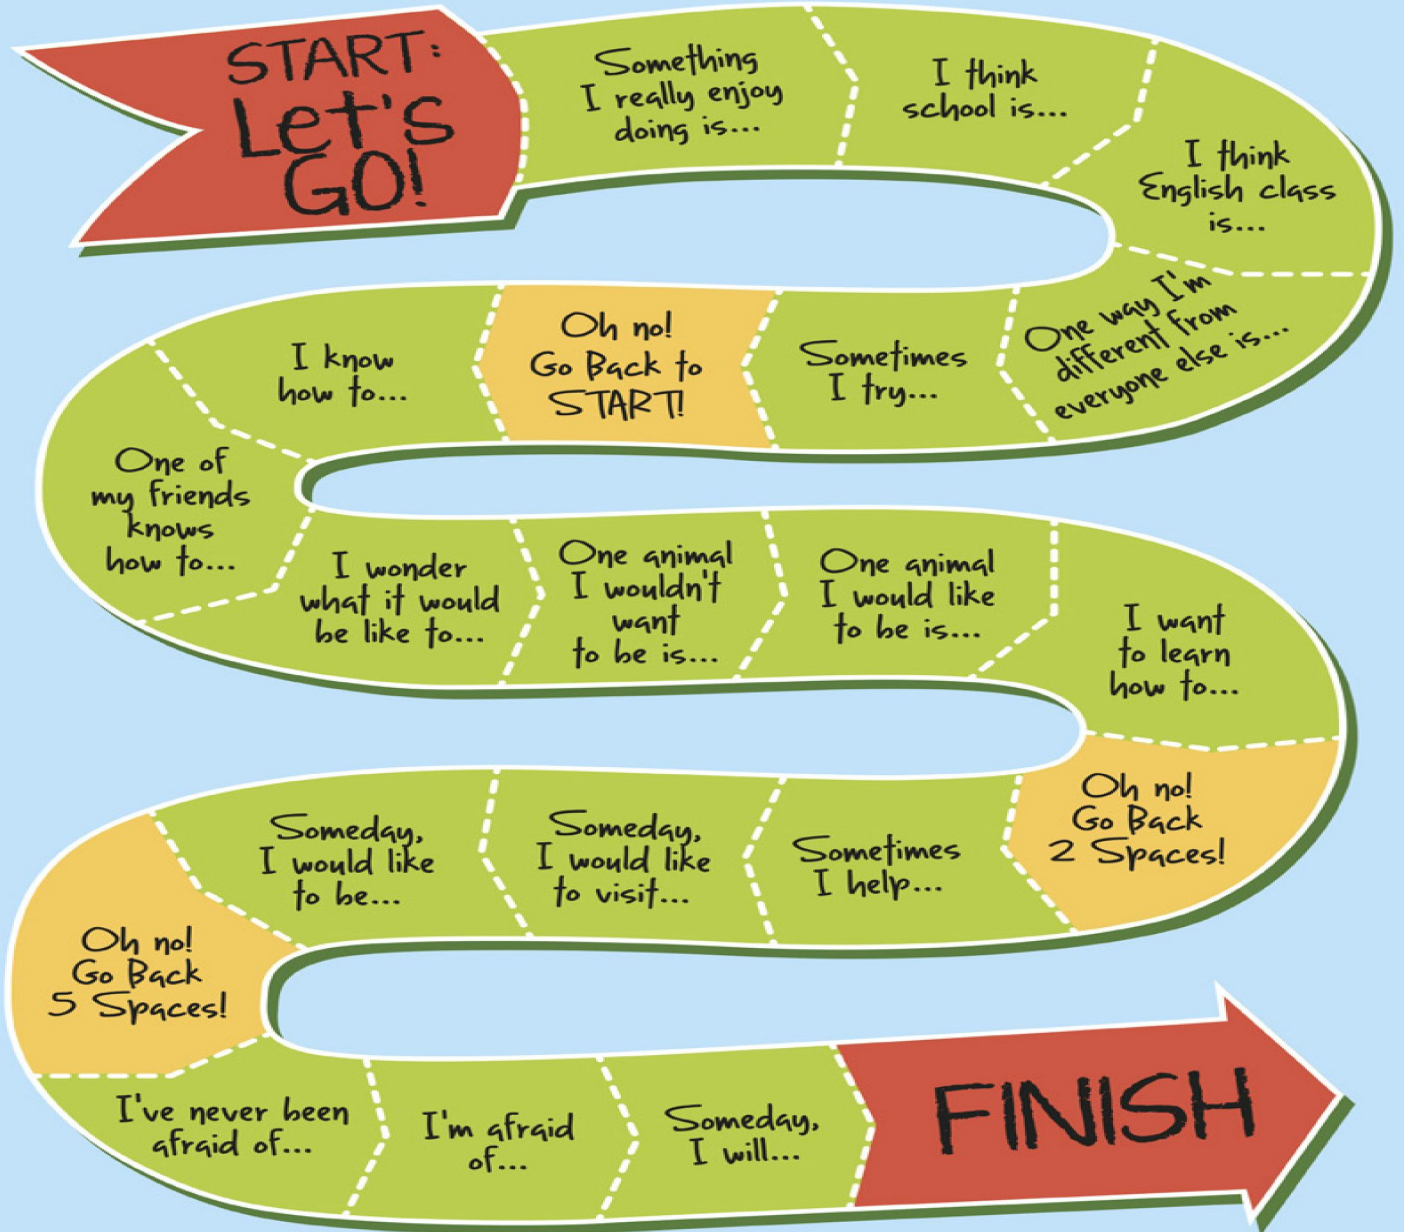 START:
Let's
GO!
Something
I really enjoy
doing is...
I think
school is...
I think
English class
is...
One way I'm
different from
everyone else is...
Sometimes
I try...
Oh no!
Go Back to
START!
I know
how to...
One of
my friends
knows
how to...
I wonder
what it would
be like to...
One animal
I wouldn't
want
to be is...
One animal
I would like
to be is...
I want
to learn
how to...
Oh no!
Go Back
2 Spaces!
Sometimes
I help...
Someday,
I would like
to visit...
Someday,
I would like
to be...
Oh no!
Go Back
5 Spaces!
I've never been
afraid of...
I'm afraid
of...
Someday,
I will...
FINISH